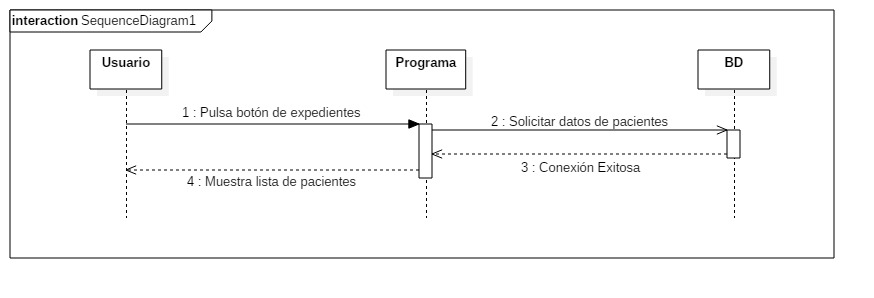 interaction SequenceDiagram1
Usuario
Programa
BD
1 : Pulsa botón de expedientes
2 : Solicitar datos de pacientes
3 : Conexión Exitosa
4 : Muestra lista de pacientes